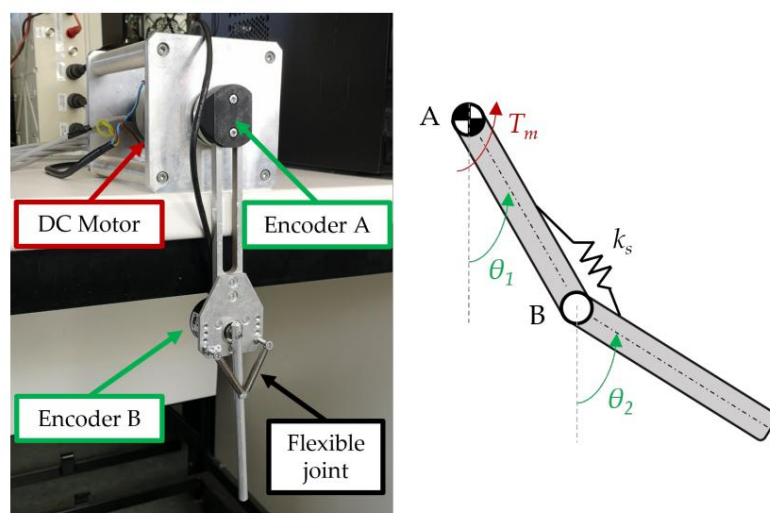 DC Motor
Encoder A
Encoder B
Flexible
joint
A
T_m
k_s
θ_1
B
θ_2